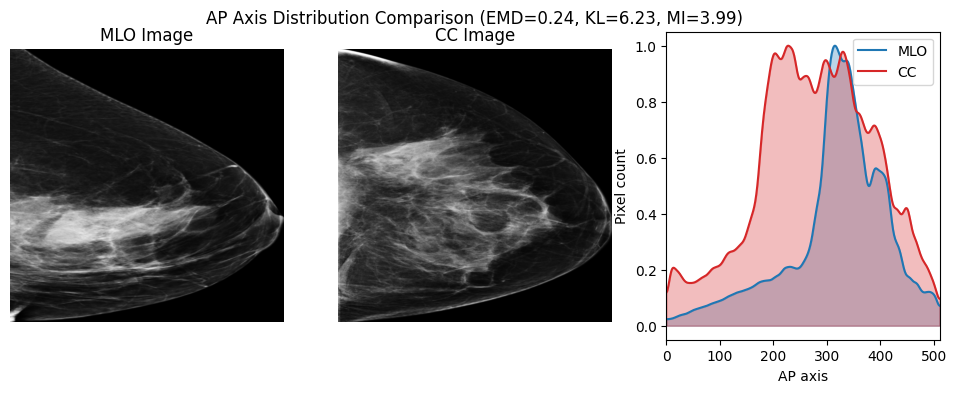 AP Axis Distribution Comparison (EMD=0.24, KL=6.23, MI=3.99)
MLO Image
CC Image
MLO
CC
Pixel count
1.0
0.8
0.6
0.4
0.2
0.0
0 100 200 300 400 500
AP axis